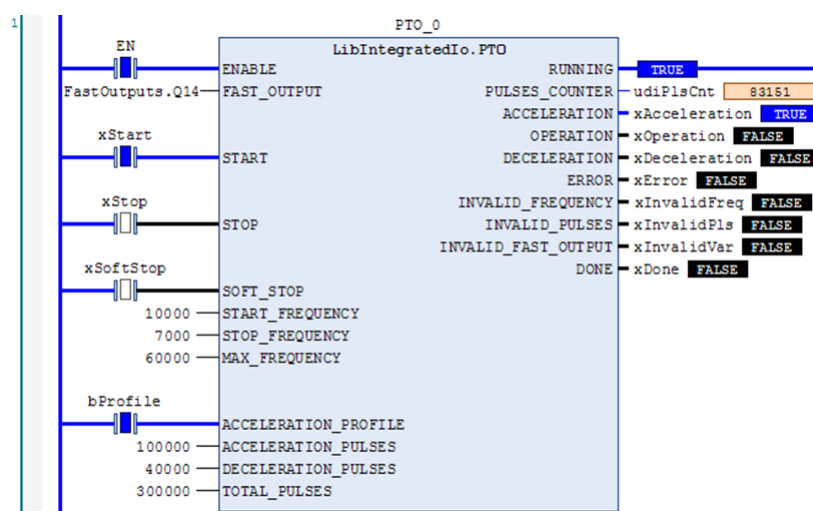 1
PTO_0
EN
LibIntegratedIo.PTO
ENABLE RUNNING TRUE
FastOutputs.Q14 FAST_OUTPUT PULSES_COUNTER udiPlsCnt 83151
ACCELERATION xAcceleration TRUE
xStart
OPERATION xOperation FALSE
START DECELERATION xDeceleration FALSE
ERROR xError FALSE
xStop
INVALID_FREQUENCY xInvalidFreq FALSE
STOP INVALID_PULSES xInvalidPls FALSE
INVALID_FAST_OUTPUT xInvalidVar FALSE
xSoftStop
DONE xDone FALSE
SOFT_STOP
10000 START_FREQUENCY
7000 STOP_FREQUENCY
60000 MAX_FREQUENCY
bProfile
ACCELERATION_PROFILE
100000 ACCELERATION_PULSES
40000 DECELERATION_PULSES
300000 TOTAL_PULSES